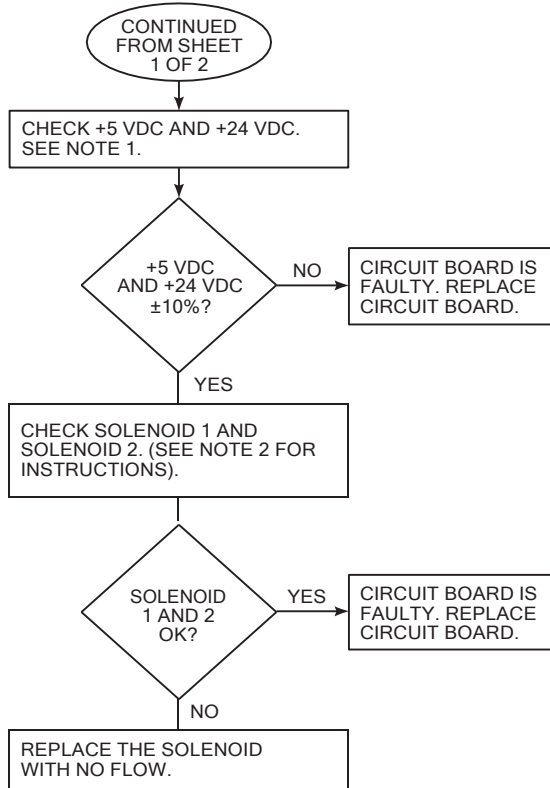 CONTINUED
FROM SHEET
1 OF 2
CHECK +5 VDC AND +24 VDC.
SEE NOTE 1.
+5 VDC
AND +24 VDC
±10%?
NO
CIRCUIT BOARD IS
FAULTY. REPLACE
CIRCUIT BOARD.
YES
CHECK SOLENOID 1 AND
SOLENOID 2. (SEE NOTE 2 FOR
INSTRUCTIONS).
SOLENOID
1 AND 2
OK?
YES
CIRCUIT BOARD IS
FAULTY. REPLACE
CIRCUIT BOARD.
NO
REPLACE THE SOLENOID
WITH NO FLOW.